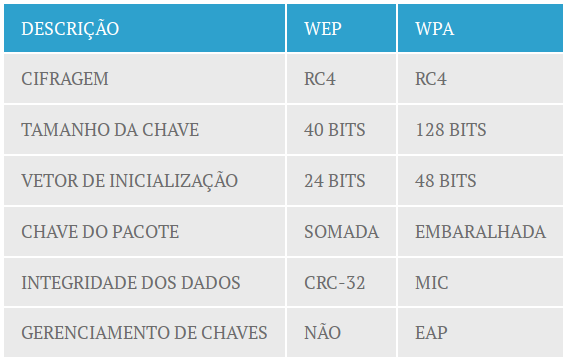 DESCRIÇÃO WEP WPA
CIFRAGEM RC4 RC4
TAMANHO DA CHAVE 40 BITS 128 BITS
VETOR DE INICIALIZAÇÃO 24 BITS 48 BITS
CHAVE DO PACOTE SOMADA EMBARALHADA
INTEGRIDADE DOS DADOS CRC-32 MIC
GERENCIAMENTO DE CHAVES NÃO EAP